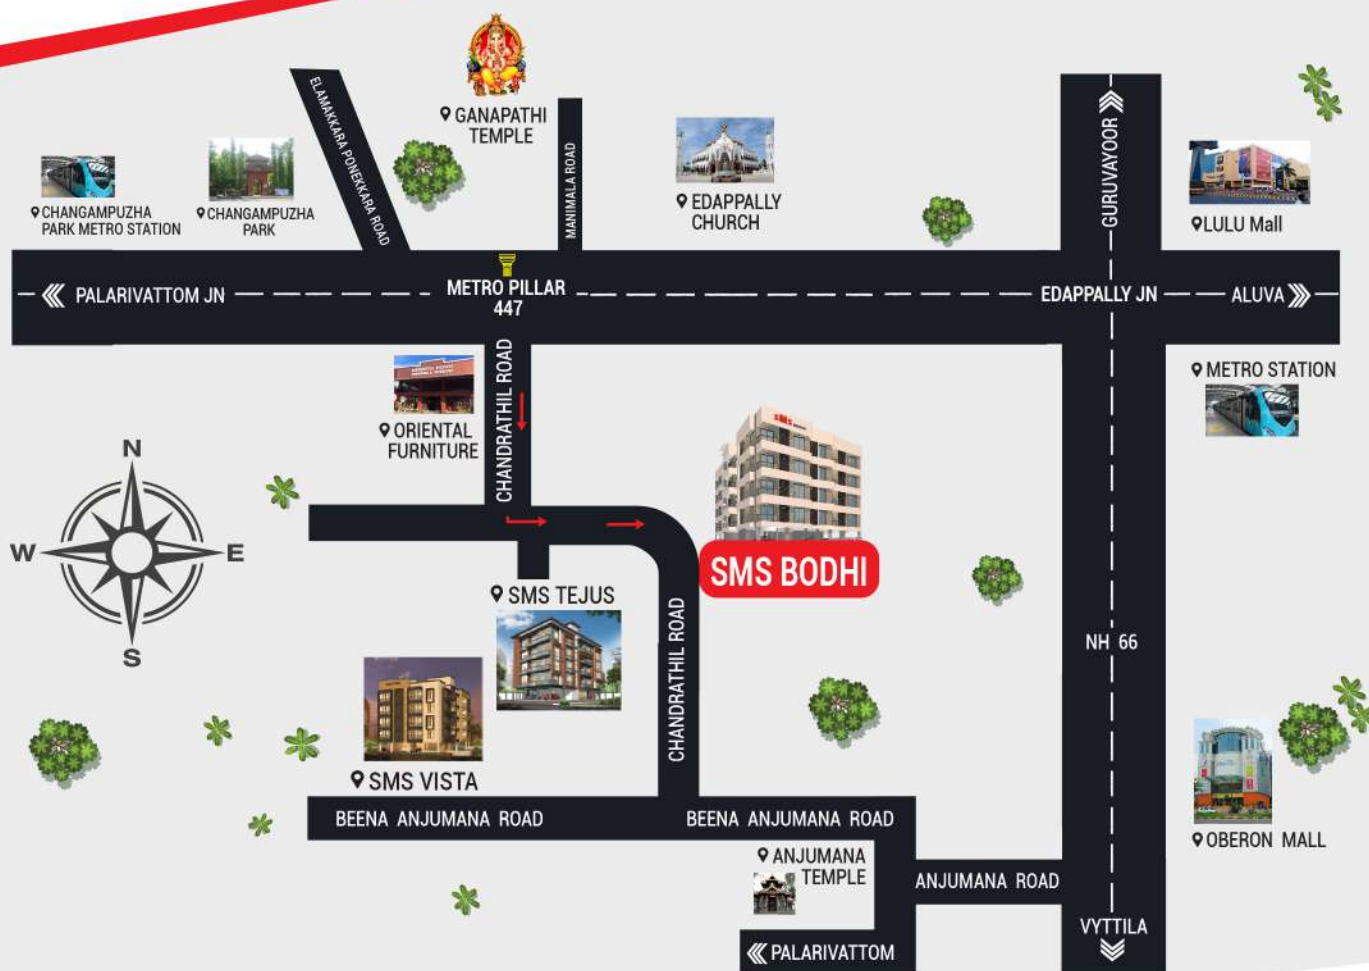 GANAPATHI
TEMPLE
ELAMAKKARA PONEKKARA ROAD
MANIMALA ROAD
CHANGAMPUZHA
PARK METRO STATION
CHANGAMPUZHA
PARK
EDAPPALLY
CHURCH
GURUVAYOOR
LULU Mall
PALARIVATTOM JN
METRO PILLAR
447
EDAPPALLY JN
ALUVA
CHANDRATHIL ROAD
ORIENTAL
FURNITURE
METRO STATION
N
W
E
S
SMS BODHI
SMS TEJUS
CHANDRATHIL ROAD
NH 66
SMS VISTA
BEENA ANJUMANA ROAD
BEENA ANJUMANA ROAD
OBERON MALL
ANJUMANA
TEMPLE
ANJUMANA ROAD
VYTTILA
PALARIVATTOM